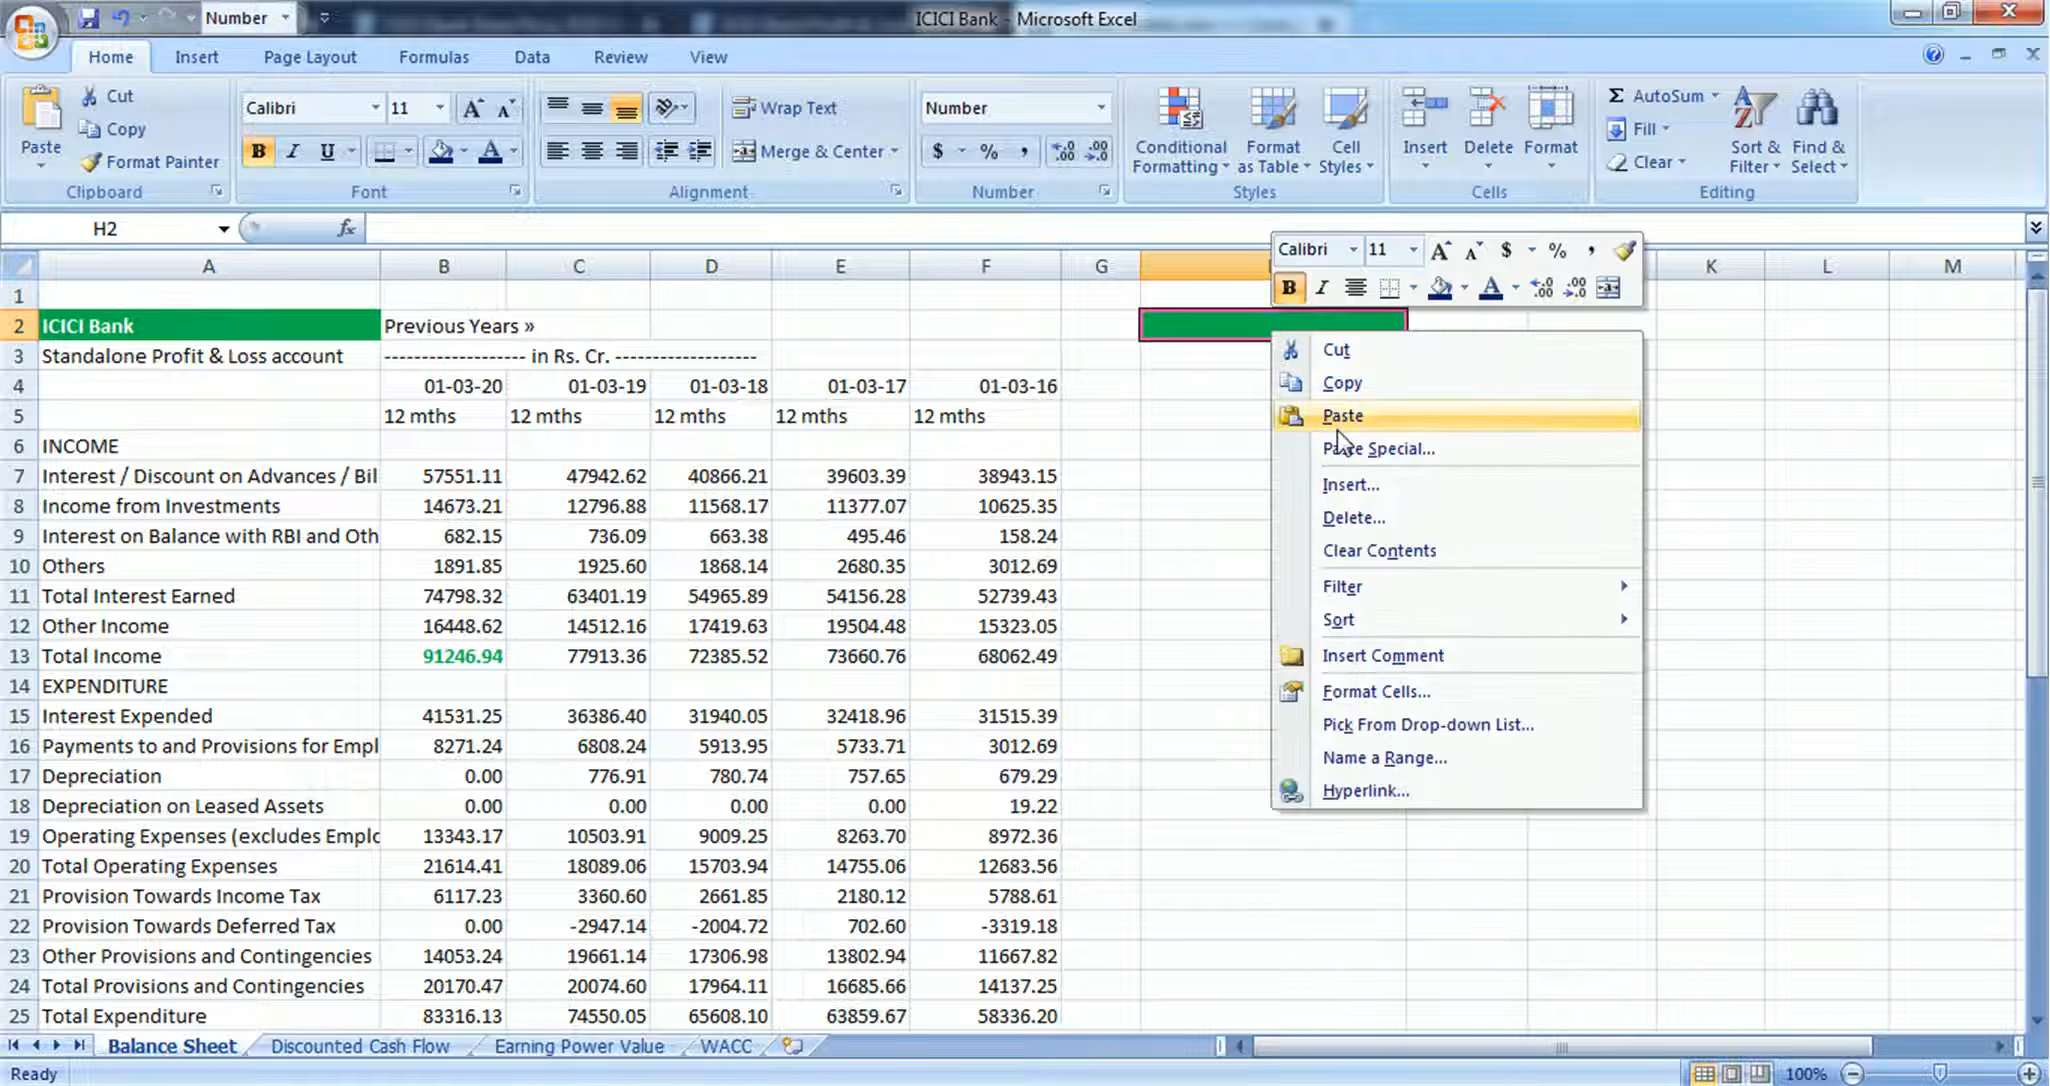 Number
ICICI Bank - Microsoft Excel
Home Insert Page Layout Formulas Data Review View
Paste
Cut
Copy
Format Painter
Clipboard
Calibri 11
B I U
Font
Wrap Text
Merge & Center
Alignment
Number
$ % ,
Number
Conditional Formatting
Format as Table
Cell Styles
Styles
Insert Delete Format
Cells
AutoSum
Fill
Clear
Sort & Filter
Find & Select
Editing
H2 fx
Calibri 11 $ % ,
B I
A B C D E F G K L M
1
2 ICICI Bank Previous Years »
3 Standalone Profit & Loss account ------------------- in Rs. Cr. -------------------
4 01-03-20 01-03-19 01-03-18 01-03-17 01-03-16
5 12 mths 12 mths 12 mths 12 mths 12 mths
6 INCOME
7 Interest / Discount on Advances / Bil 57551.11 47942.62 40866.21 39603.39 38943.15
8 Income from Investments 14673.21 12796.88 11568.17 11377.07 10625.35
9 Interest on Balance with RBI and Oth 682.15 736.09 663.38 495.46 158.24
10 Others 1891.85 1925.60 1868.14 2680.35 3012.69
11 Total Interest Earned 74798.32 63401.19 54965.89 54156.28 52739.43
12 Other Income 16448.62 14512.16 17419.63 19504.48 15323.05
13 Total Income 91246.94 77913.36 72385.52 73660.76 68062.49
14 EXPENDITURE
15 Interest Expended 41531.25 36386.40 31940.05 32418.96 31515.39
16 Payments to and Provisions for Empl 8271.24 6808.24 5913.95 5733.71 3012.69
17 Depreciation 0.00 776.91 780.74 757.65 679.29
18 Depreciation on Leased Assets 0.00 0.00 0.00 0.00 19.22
19 Operating Expenses (excludes Emplc 13343.17 10503.91 9009.25 8263.70 8972.36
20 Total Operating Expenses 21614.41 18089.06 15703.94 14755.06 12683.56
21 Provision Towards Income Tax 6117.23 3360.60 2661.85 2180.12 5788.61
22 Provision Towards Deferred Tax 0.00 -2947.14 -2004.72 702.60 -3319.18
23 Other Provisions and Contingencies 14053.24 19661.14 17306.98 13802.94 11667.82
24 Total Provisions and Contingencies 20170.47 20074.60 17964.11 16685.66 14137.25
25 Total Expenditure 83316.13 74550.05 65608.10 63859.67 58336.20
Cut
Copy
Paste
Paste Special...
Insert...
Delete...
Clear Contents
Filter
Sort
Insert Comment
Format Cells...
Pick From Drop-down List...
Name a Range...
Hyperlink...
Balance Sheet Discounted Cash Flow Earning Power Value WACC
Ready 100%